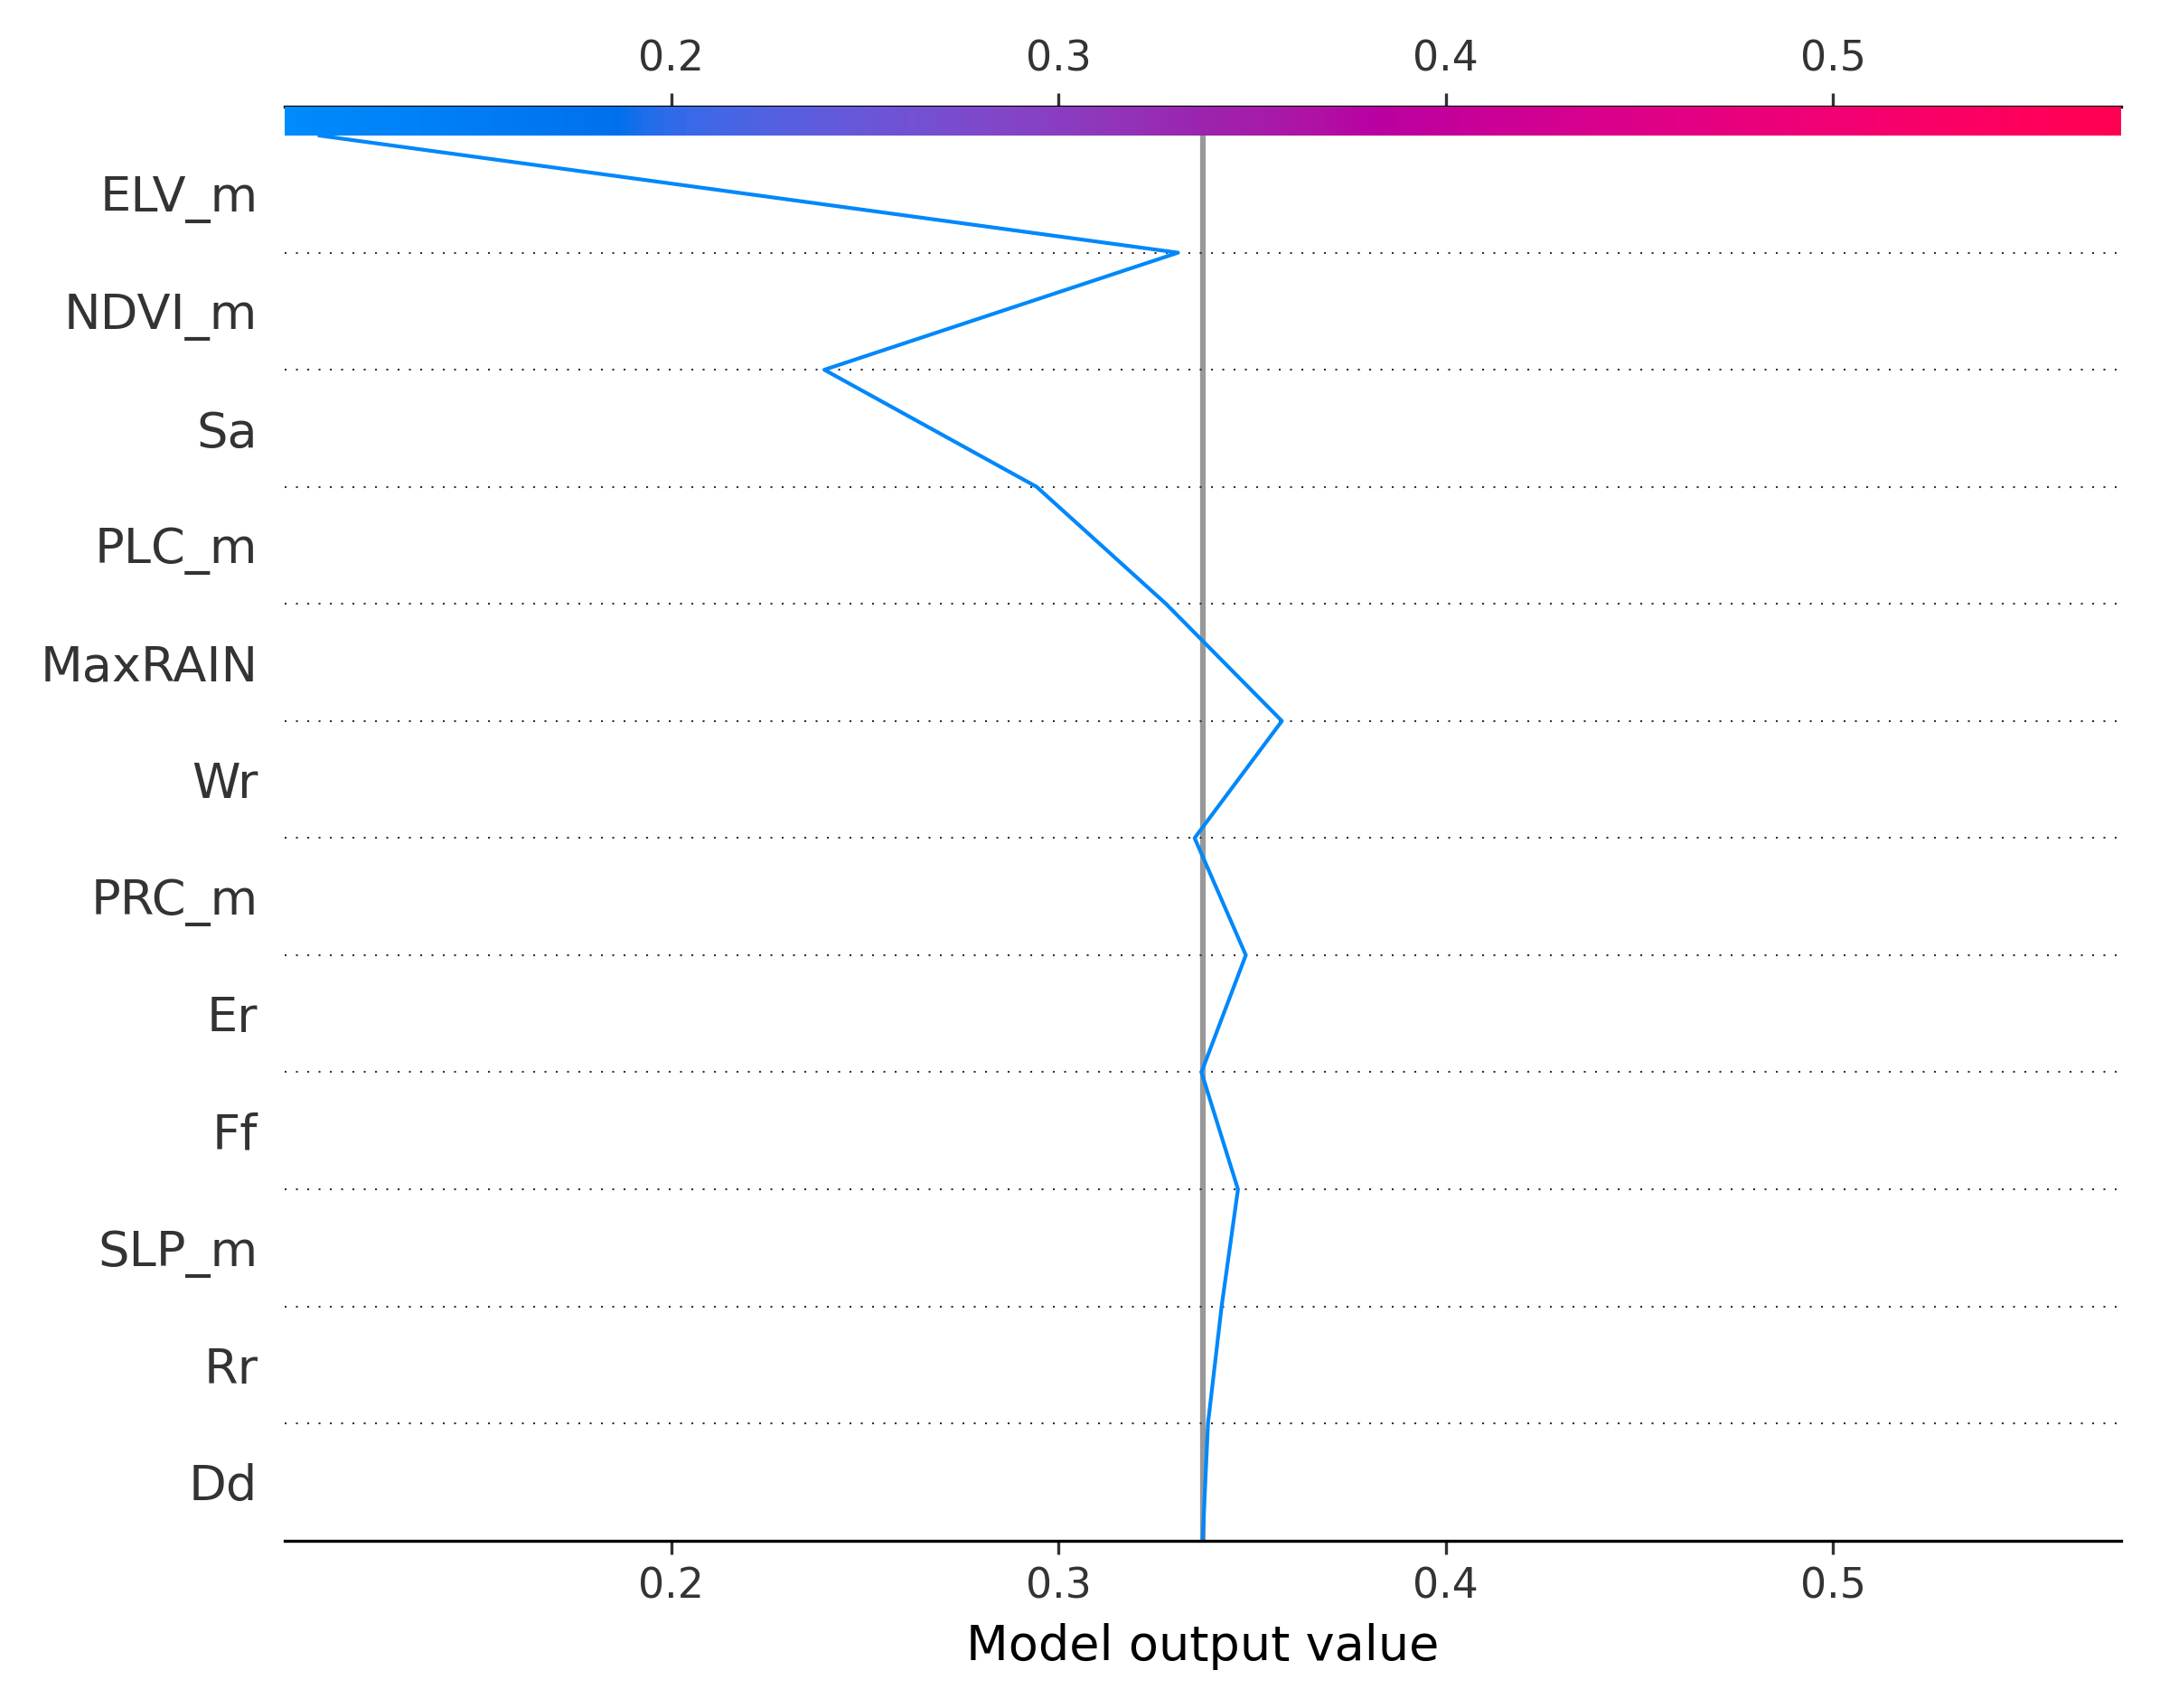 0.2 0.3 0.4 0.5
ELV_m
NDVI_m
Sa
PLC_m
MaxRAIN
Wr
PRC_m
Er
Ff
SLP_m
Rr
Dd
0.2 0.3 0.4 0.5
Model output value